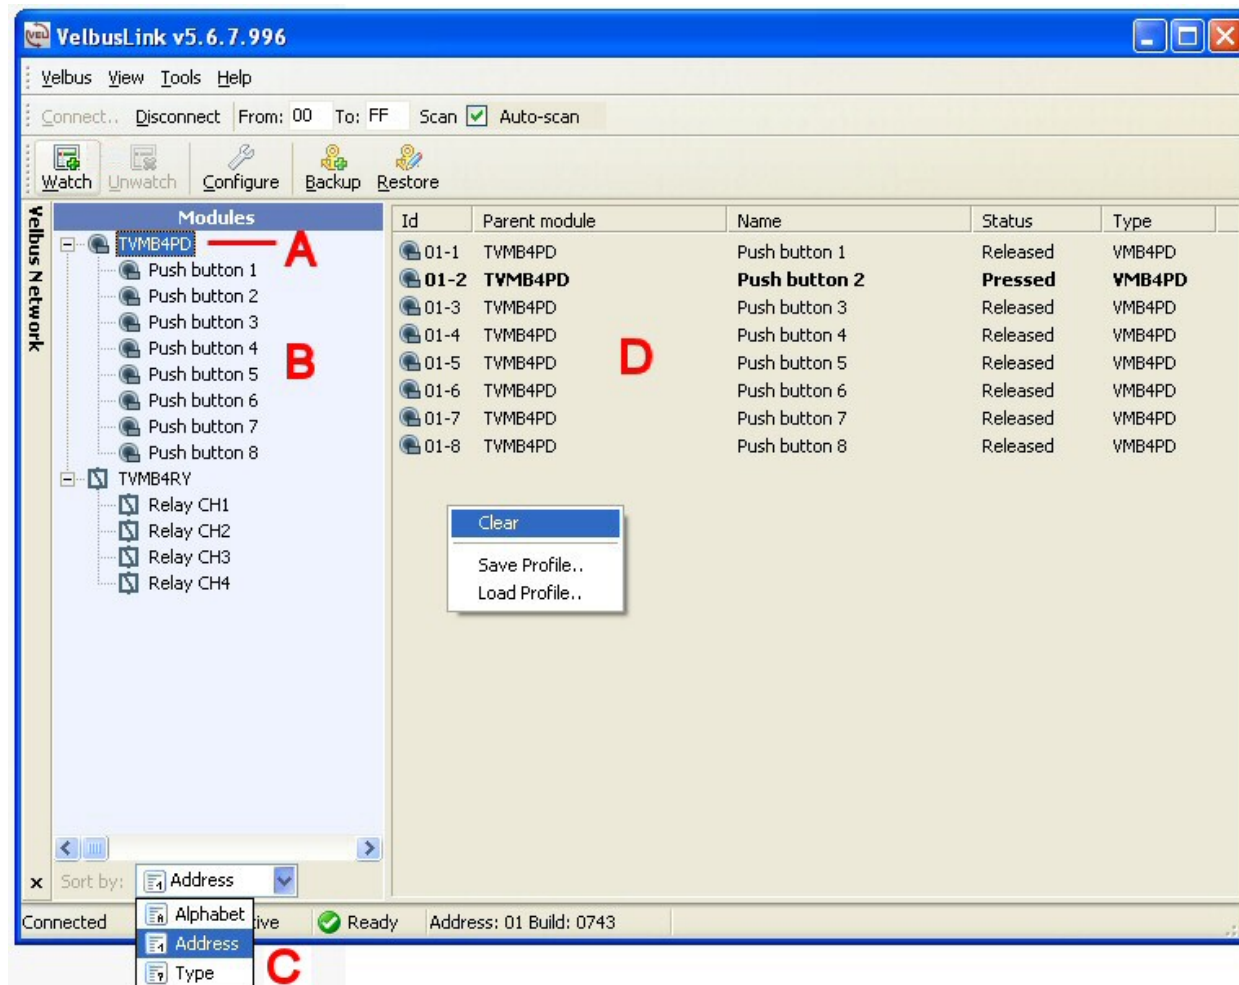 VelbusLink v5.6.7.996
Velbus View Tools Help
Connect.. Disconnect From: 00 To: FF Scan Auto-scan
Watch Unwatch Configure Backup Restore
Velbus Network
Modules
TVMB4PD
A
Push button 1
Push button 2
Push button 3
Push button 4
Push button 5
Push button 6
Push button 7
Push button 8
B
TVMB4RY
Relay CH1
Relay CH2
Relay CH3
Relay CH4
Id Parent module Name Status Type
01-1 TVMB4PD Push button 1 Released VMB4PD
01-2 TVMB4PD Push button 2 Pressed VMB4PD
01-3 TVMB4PD Push button 3 Released VMB4PD
01-4 TVMB4PD Push button 4 Released VMB4PD
01-5 TVMB4PD Push button 5 Released VMB4PD
01-6 TVMB4PD Push button 6 Released VMB4PD
01-7 TVMB4PD Push button 7 Released VMB4PD
01-8 TVMB4PD Push button 8 Released VMB4PD
D
Clear
Save Profile..
Load Profile..
x Sort by: Address
Connected tive Ready Address: 01 Build: 0743
Alphabet
Address
Type
C